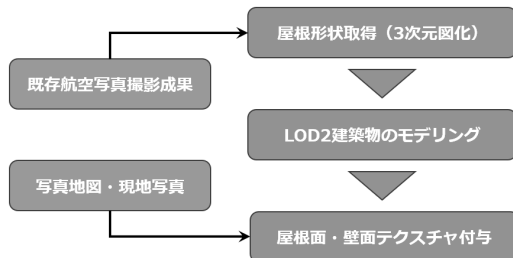 屋根形状取得（3次元図化）
既存航空写真撮影成果
LOD2建築物のモデリング
写真地図・現地写真
屋根面・壁面テクスチャ付与